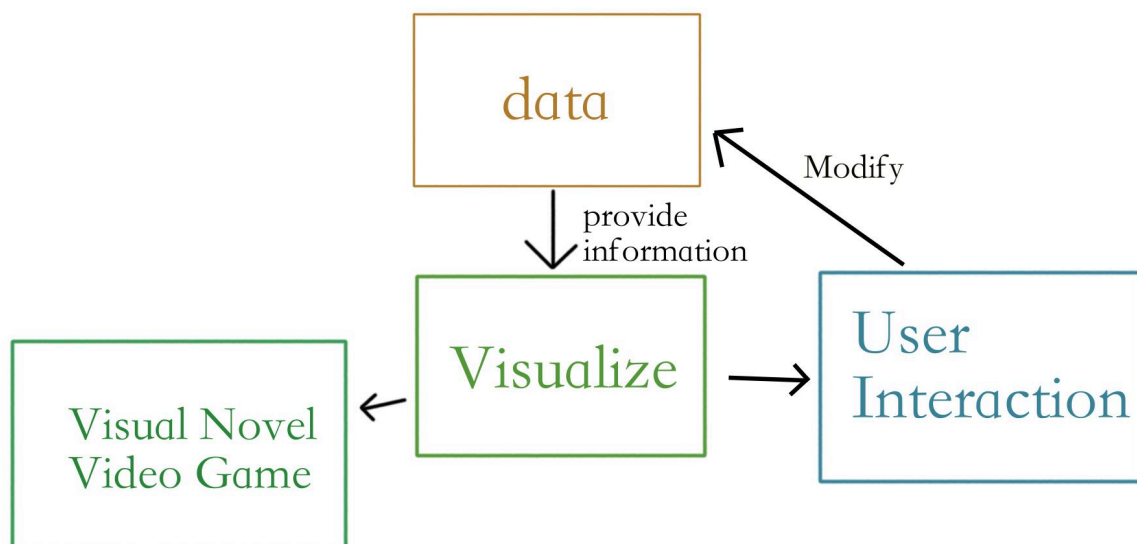 data
Modify
provide
information
Visualize
User
Interaction
Visual Novel
Video Game